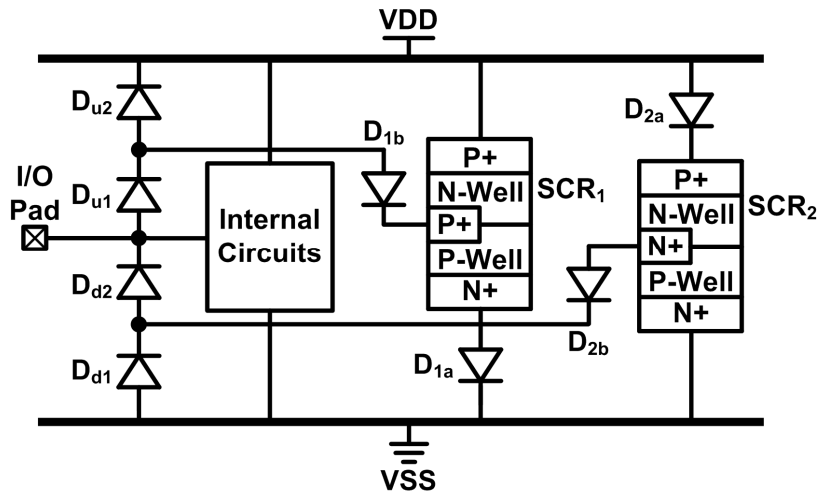 VDD
Du2
D1b
D2a
P+
P+
I/O
Pad
Du1
N-Well
SCR1
N-Well
SCR2
Internal
Circuits
P+
N+
Dd2
P-Well
P-Well
N+
N+
Dd1
D1a
D2b
VSS